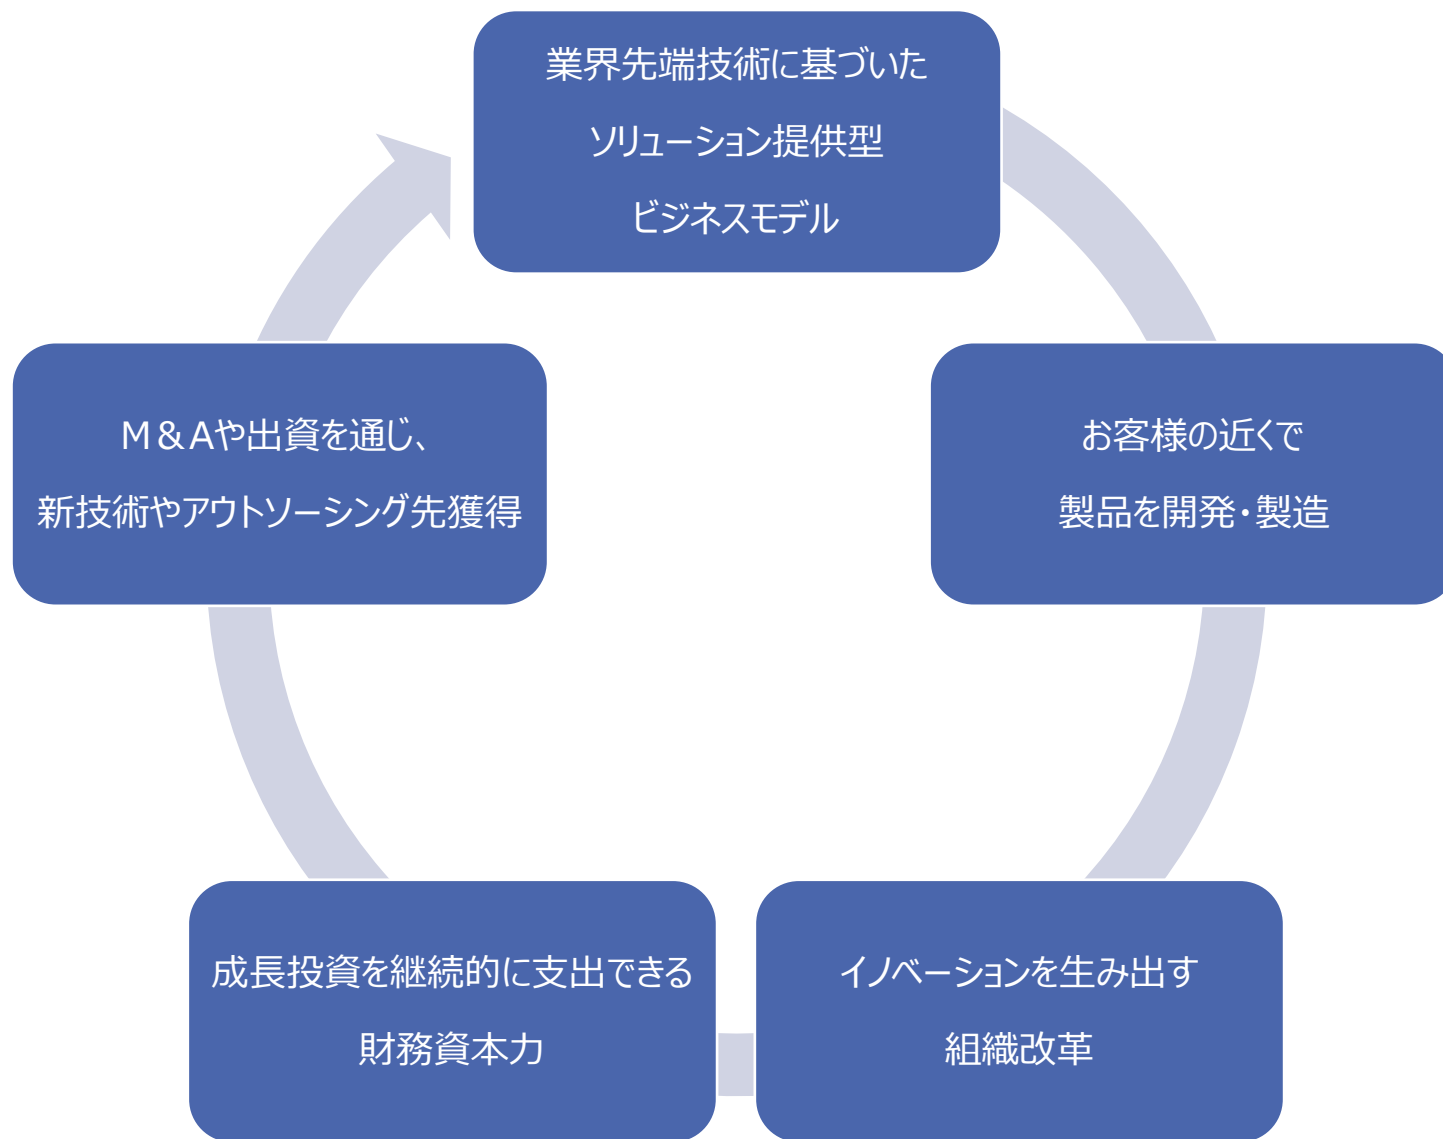 業界先端技術に基づいた
ソリューション提供型
ビジネスモデル
お客様の近くで
製品を開発・製造
イノベーションを生み出す
組織改革
成長投資を継続的に支出できる
財務資本力
M&Aや出資を通じ、
新技術やアウトソーシング先獲得